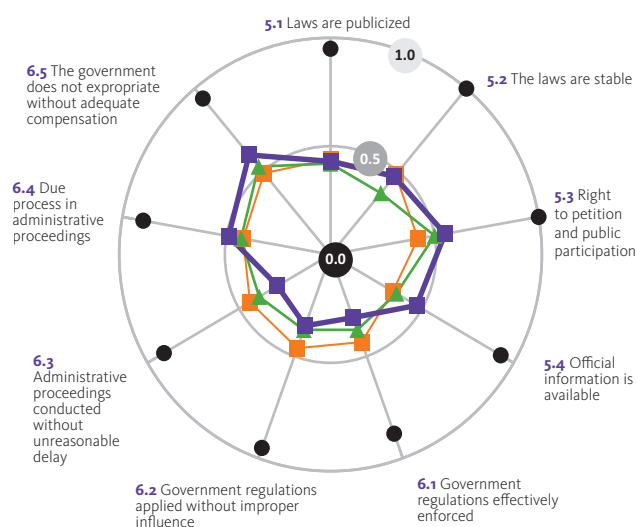 5.1 Laws are publicized
1.0
6.5 The government
does not expropriate
without adequate
compensation
5.2 The laws are stable
0.5
6.4 Due
process in
administrative
proceedings
5.3 Right
to petition
and public
participation
0.0
6.3
Administrative
proceedings
conducted
without
unreasonable
delay
5.4 Official
information is
available
6.2 Government regulations
applied without improper
influence
6.1 Government
regulations effectively
enforced